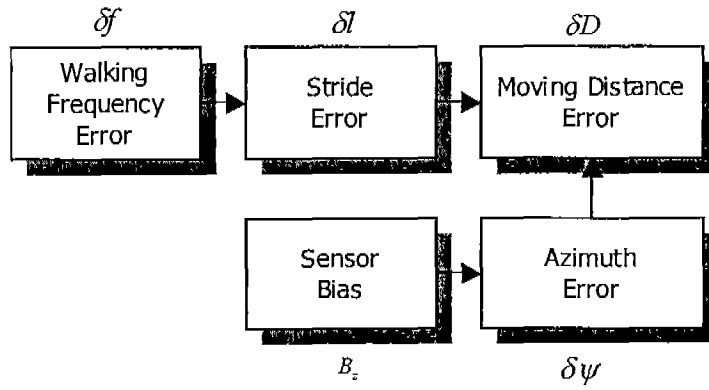 δf
δl
δD
Walking
Frequency
Error
Stride
Error
Moving Distance
Error
Sensor
Bias
Azimuth
Error
B_z
δψ